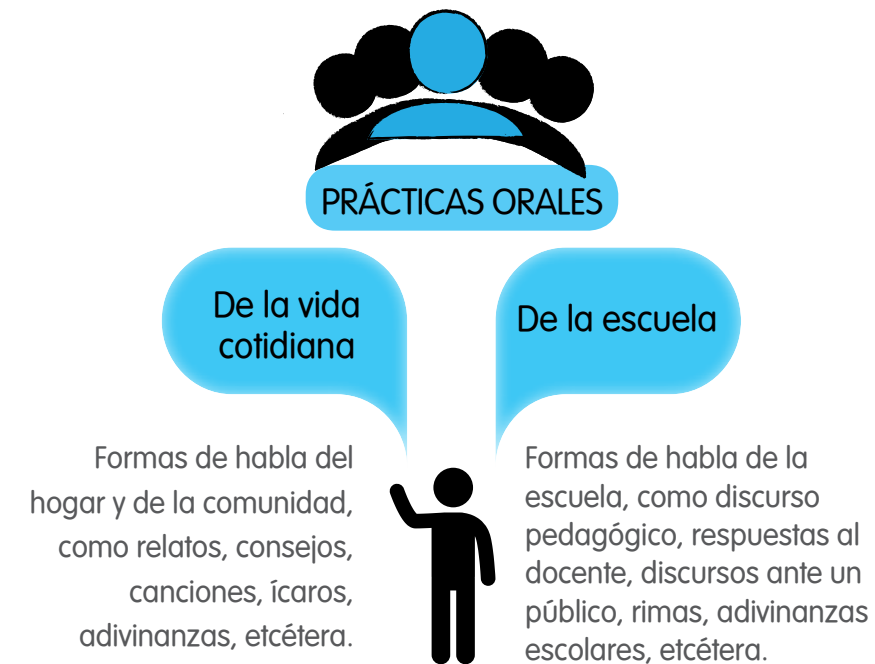 PRÁCTICAS ORALES
De la vida
cotidiana
De la escuela
Formas de habla del
hogar y de la comunidad,
como relatos, consejos,
canciones, ícaros,
adivinanzas, etcétera.
Formas de habla de la
escuela, como discurso
pedagógico, respuestas al
docente, discursos ante un
público, rimas, adivinanzas
escolares, etcétera.